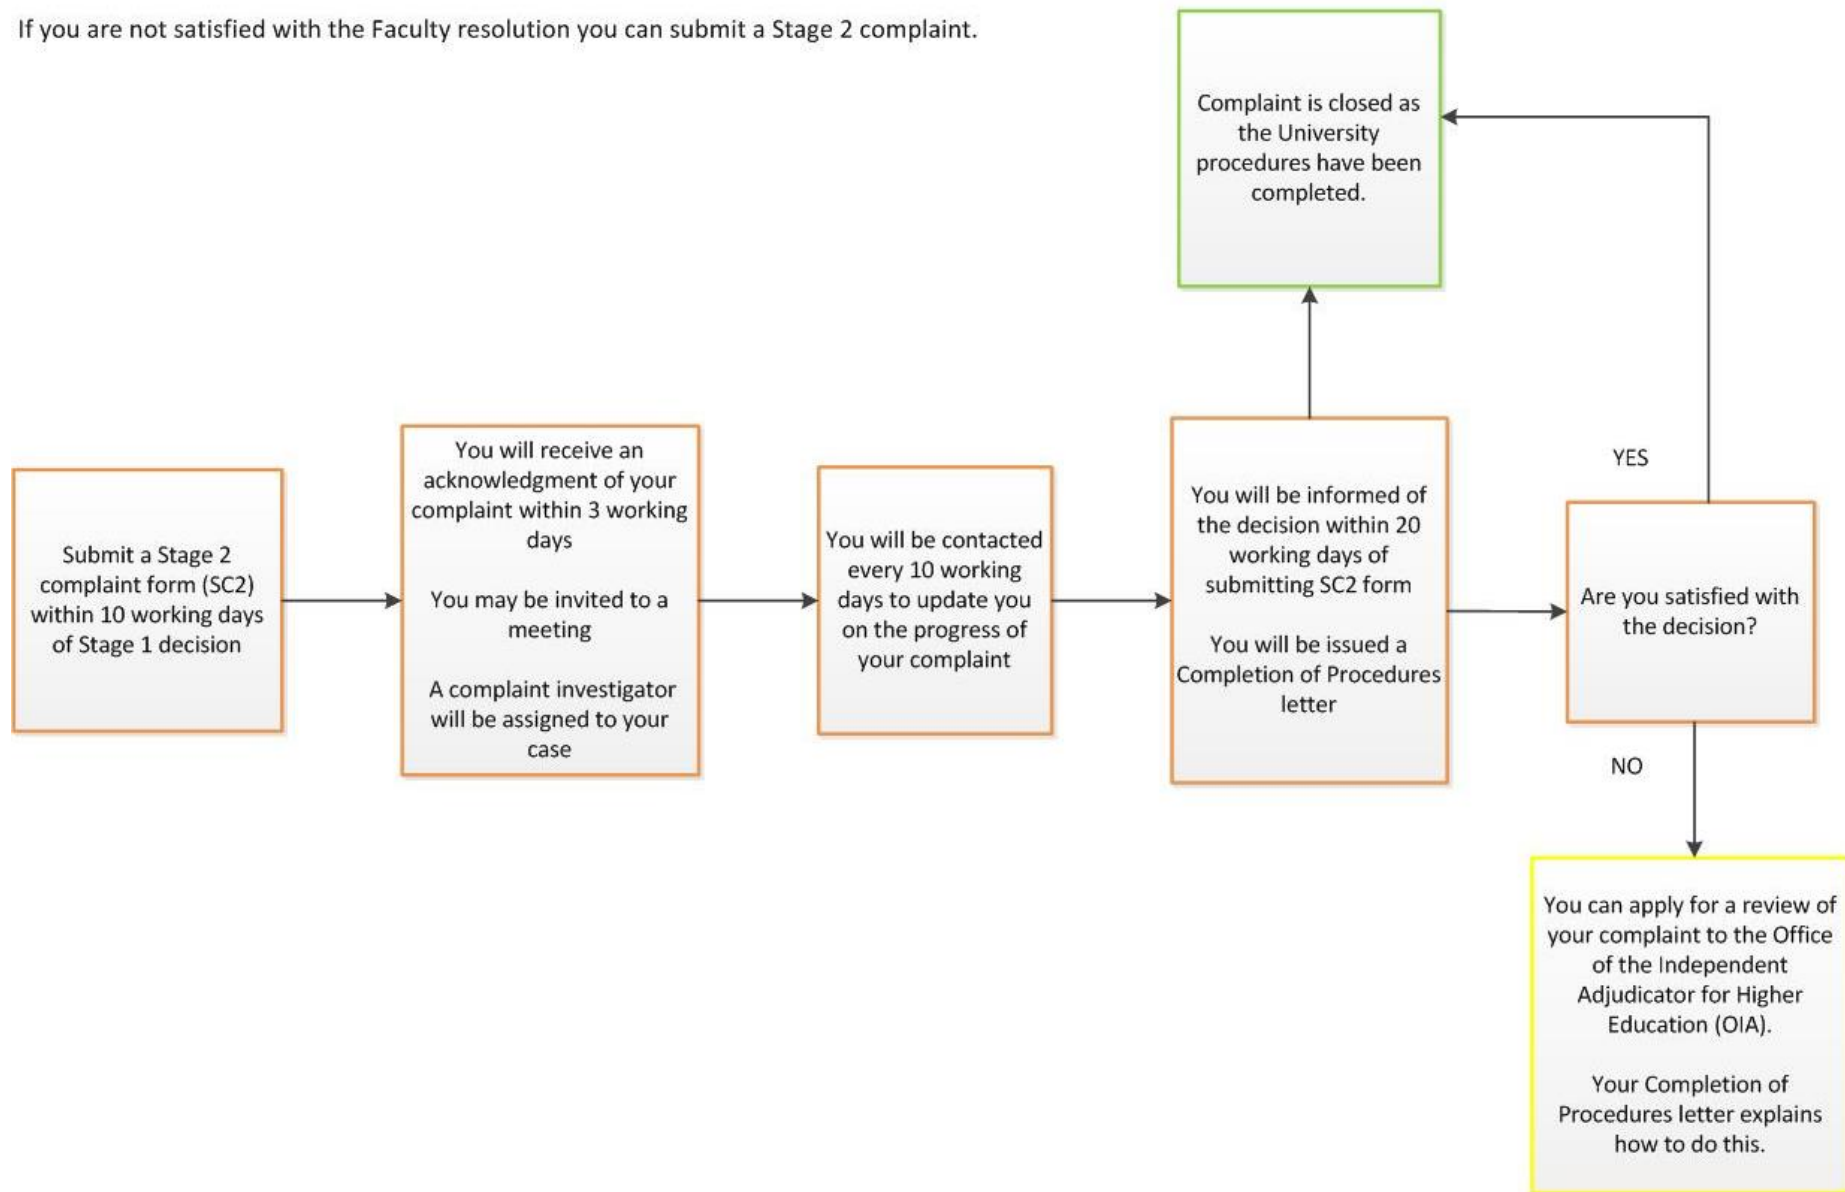 If you are not satisfied with the Faculty resolution you can submit a Stage 2 complaint.
Submit a Stage 2
complaint form (SC2)
within 10 working days
of Stage 1 decision
You will receive an
acknowledgment of your
complaint within 3 working
days
You may be invited to a
meeting
A complaint investigator
will be assigned to your
case
You will be contacted
every 10 working
days to update you
on the progress of
your complaint
You will be informed of
the decision within 20
working days of
submitting SC2 form
You will be issued a
Completion of Procedures
letter
Complaint is closed as
the University
procedures have been
completed.
Are you satisfied with
the decision?
YES
NO
You can apply for a review of
your complaint to the Office
of the Independent
Adjudicator for Higher
Education (OIA).
Your Completion of
Procedures letter explains
how to do this.